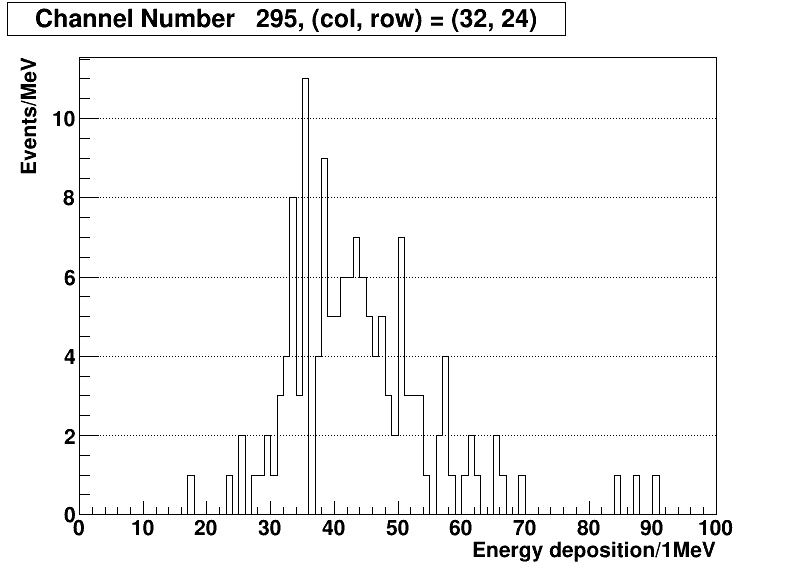 Channel Number   295, (col, row) = (32, 24)
Events/MeV
10
8
6
4
2
0
0 10 20 30 40 50 60 70 80 90 100
Energy deposition/1MeV